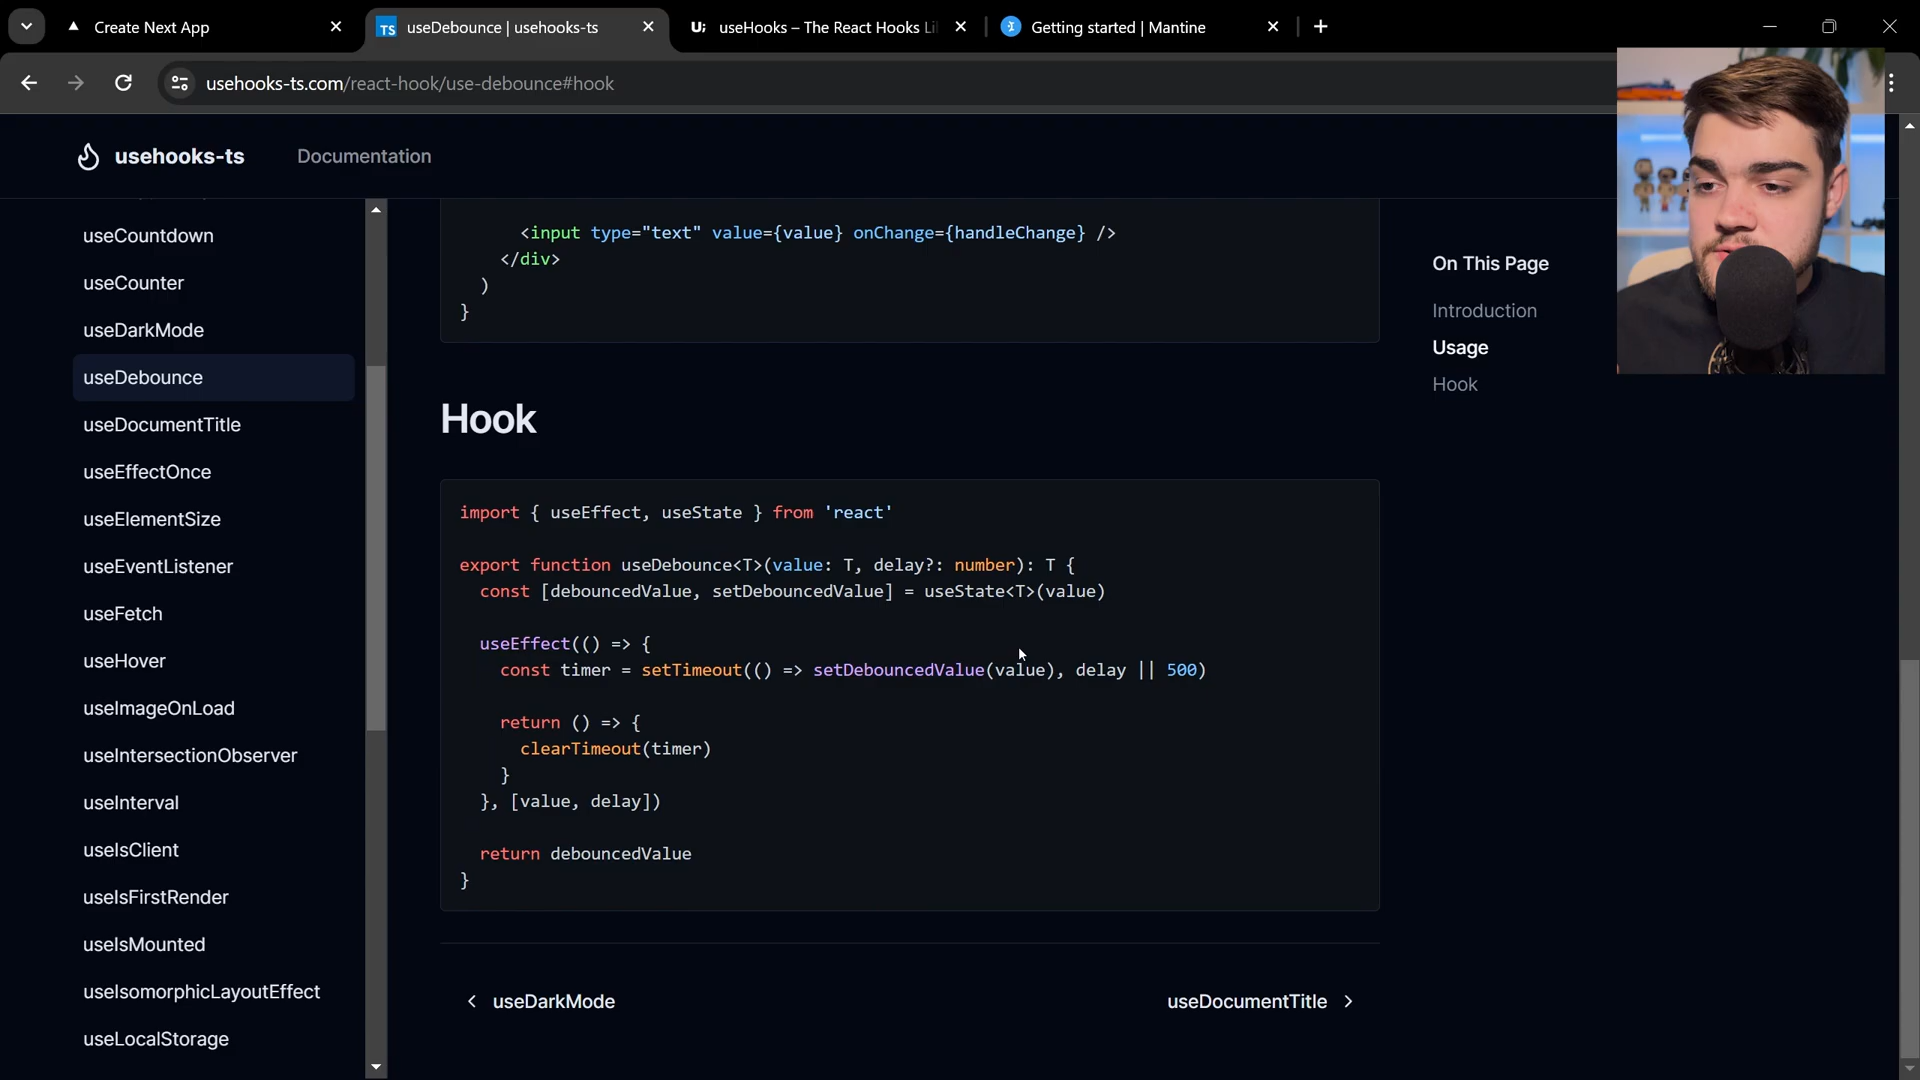 Create Next App
useDebounce | usehooks-ts
useHooks – The React Hooks Li
Getting started | Mantine
usehooks-ts.com/react-hook/use-debounce#hook
usehooks-ts
Documentation
useCountdown
useCounter
useDarkMode
useDebounce
useDocumentTitle
useEffectOnce
useElementSize
useEventListener
useFetch
useHover
useImageOnLoad
useIntersectionObserver
useInterval
useIsClient
useIsFirstRender
useIsMounted
useIsomorphicLayoutEffect
useLocalStorage
<input type="text" value={value} onChange={handleChange} />
</div>
)
}
Hook
import { useEffect, useState } from 'react'
export function useDebounce<T>(value: T, delay?: number): T {
const [debouncedValue, setDebouncedValue] = useState<T>(value)
useEffect(() => {
const timer = setTimeout(() => setDebouncedValue(value), delay || 500)
return () => {
clearTimeout(timer)
}
}, [value, delay])
return debouncedValue
}
useDarkMode
useDocumentTitle
On This Page
Introduction
Usage
Hook